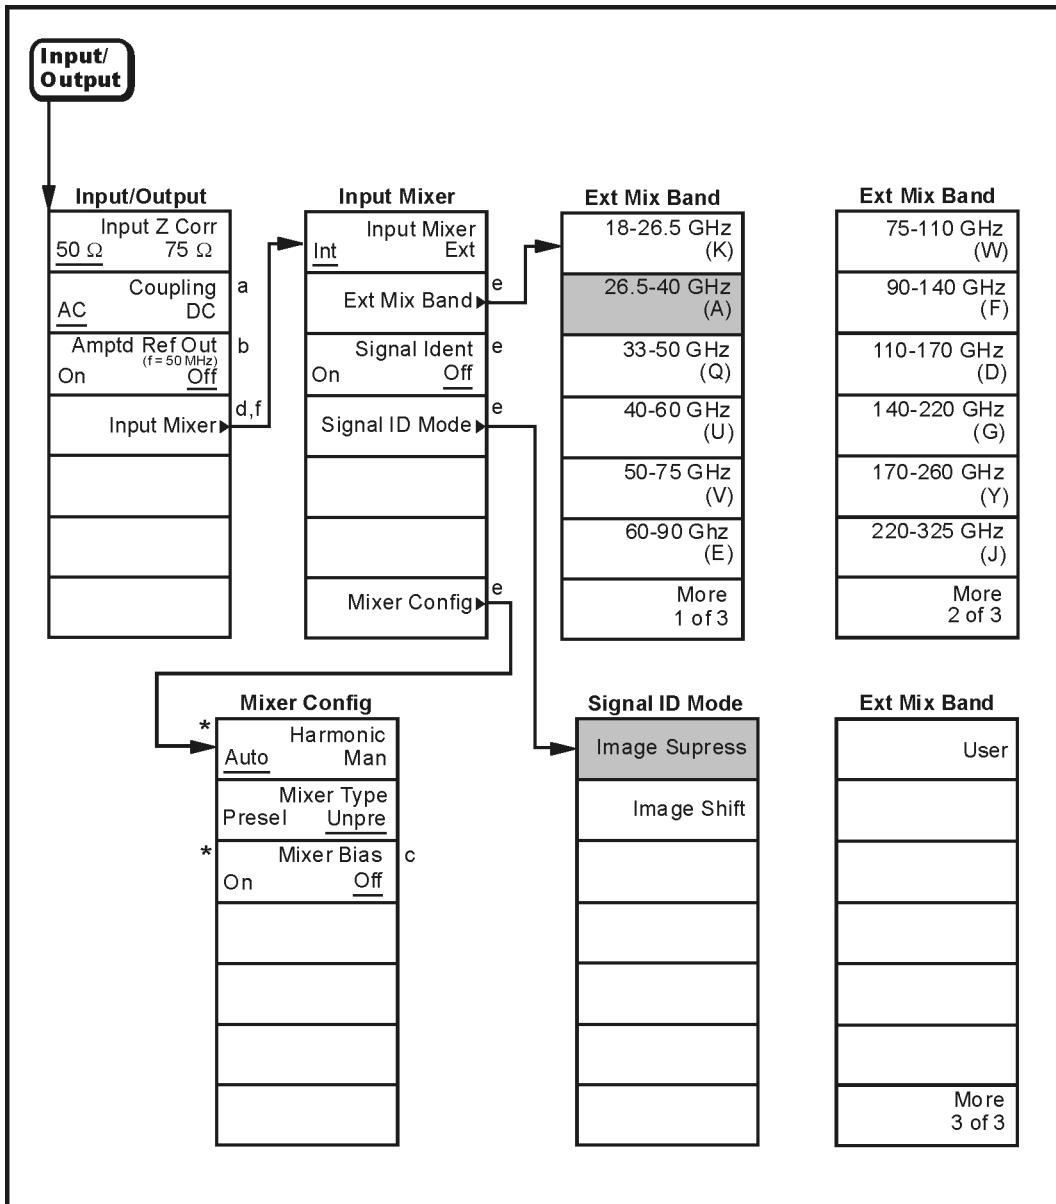 Input/
Output
Input/Output
Input Z Corr
50 Ω 75 Ω
Coupling a
AC DC
Amptd Ref Out b
(f = 50 MHz)
On Off
Input Mixer d,f
Input Mixer
Input Mixer
Int Ext
Ext Mix Band e
Signal Ident e
On Off
Signal ID Mode e
Mixer Config e
Ext Mix Band
18-26.5 GHz
(K)
26.5-40 GHz
(A)
33-50 GHz
(Q)
40-60 GHz
(U)
50-75 GHz
(V)
60-90 Ghz
(E)
More
1 of 3
Ext Mix Band
75-110 GHz
(W)
90-140 GHz
(F)
110-170 GHz
(D)
140-220 GHz
(G)
170-260 GHz
(Y)
220-325 GHz
(J)
More
2 of 3
Mixer Config
* Harmonic
Auto Man
Mixer Type
Presel Unpre
* Mixer Bias c
On Off
Signal ID Mode
Image Supress
Image Shift
Ext Mix Band
User
More
3 of 3